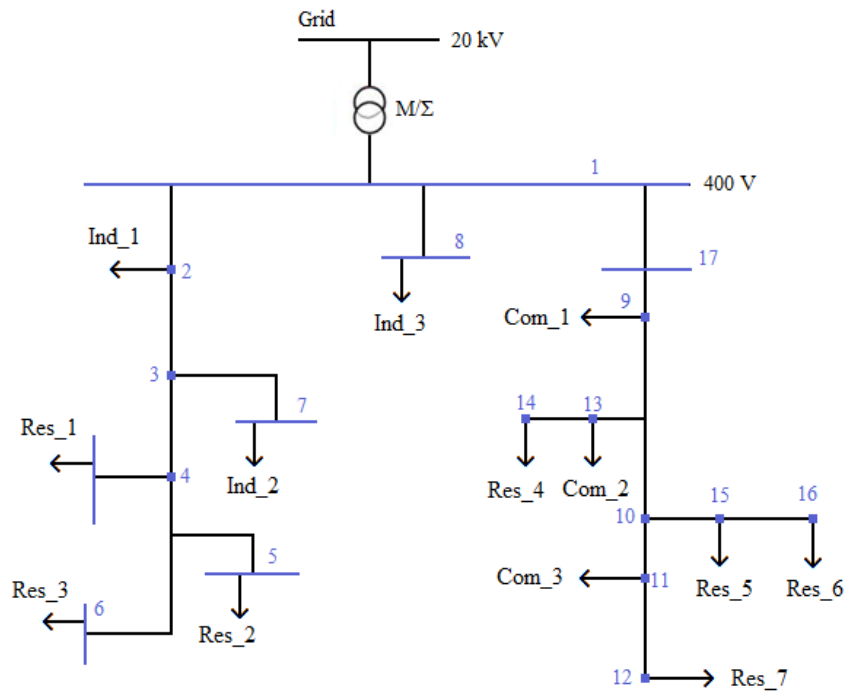 Grid
20 kV
M/Σ
1
400 V
Ind_1
2
8
17
Ind_3
9
Com_1
3
7
14
13
Res_1
4
Ind_2
Res_4
Com_2
10
15
16
5
Com_3
11
Res_3
6
Res_5
Res_6
Res_2
12
Res_7